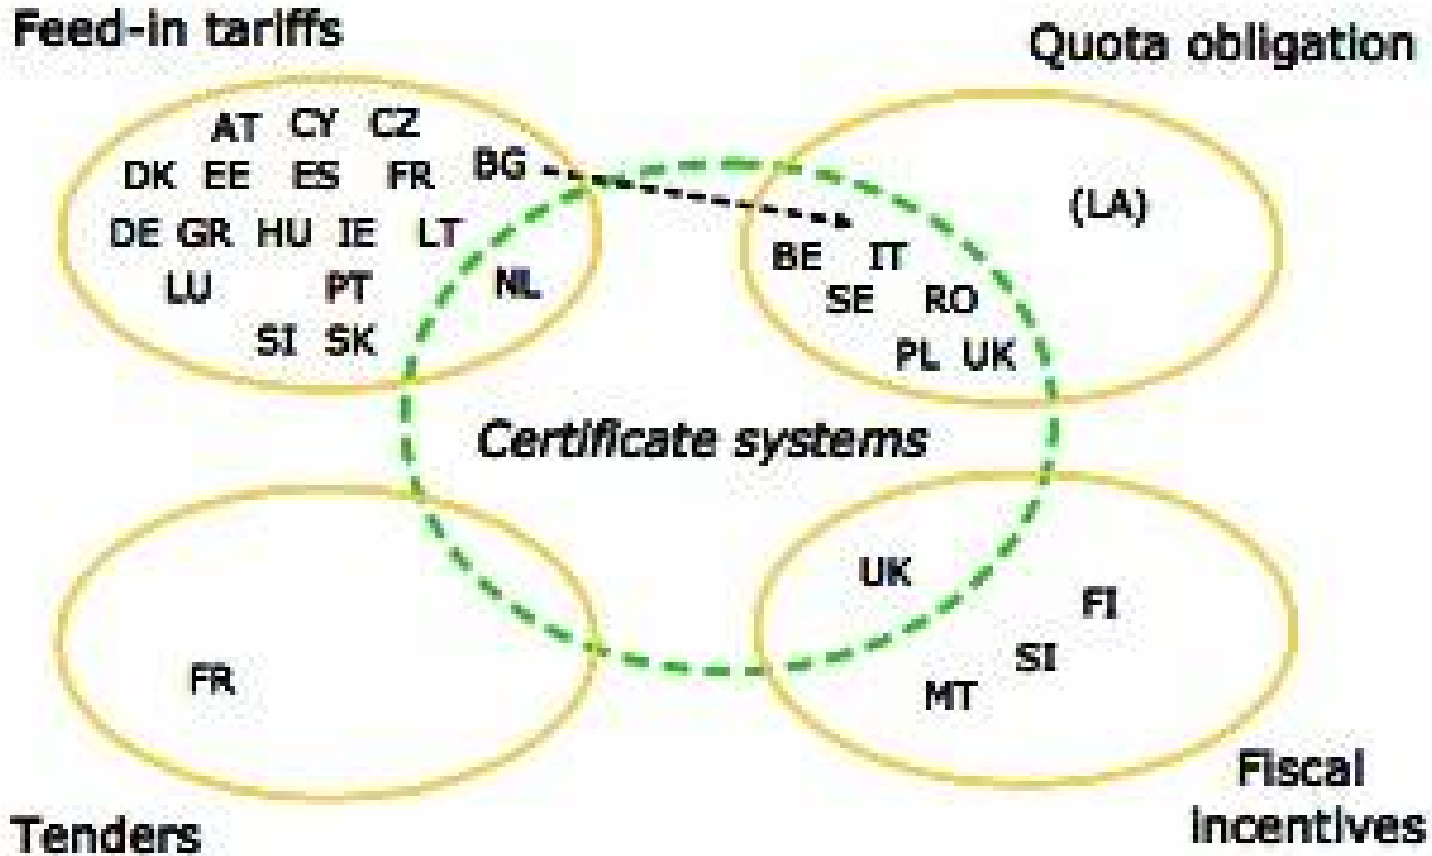 Feed-in tariffs
Quota obligation
AT CY CZ
DK EE ES FR BG
DE GR HU IE LT
LU PT NL
SI SK
(LA)
BE IT
SE RO
PL UK
Certificate systems
FR
UK
FI
SI
MT
Tenders
Fiscal
incentives